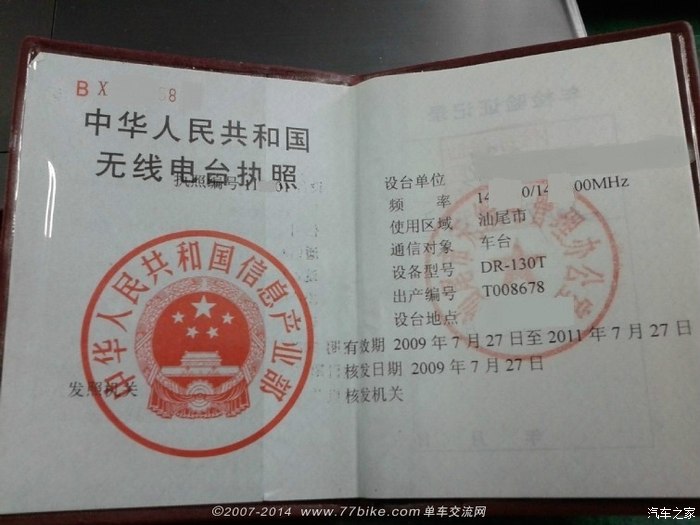 BX 8
中华人民共和国
无线电台执照
执照编号
中华人民共和国信息产业部
发照机关
设台单位
频 率 14 0/14 00MHz
使用区域 汕尾市
通信对象 车台
设备型号 DR-130T
出产编号 T008678
设台地点
有效期 2009 年 7 月 27 日至 2011 年 7 月 27 日
核发日期 2009 年 7 月 27 日
核发机关
©2007-2014 www.77bike.com 单车交流网
汽车之家